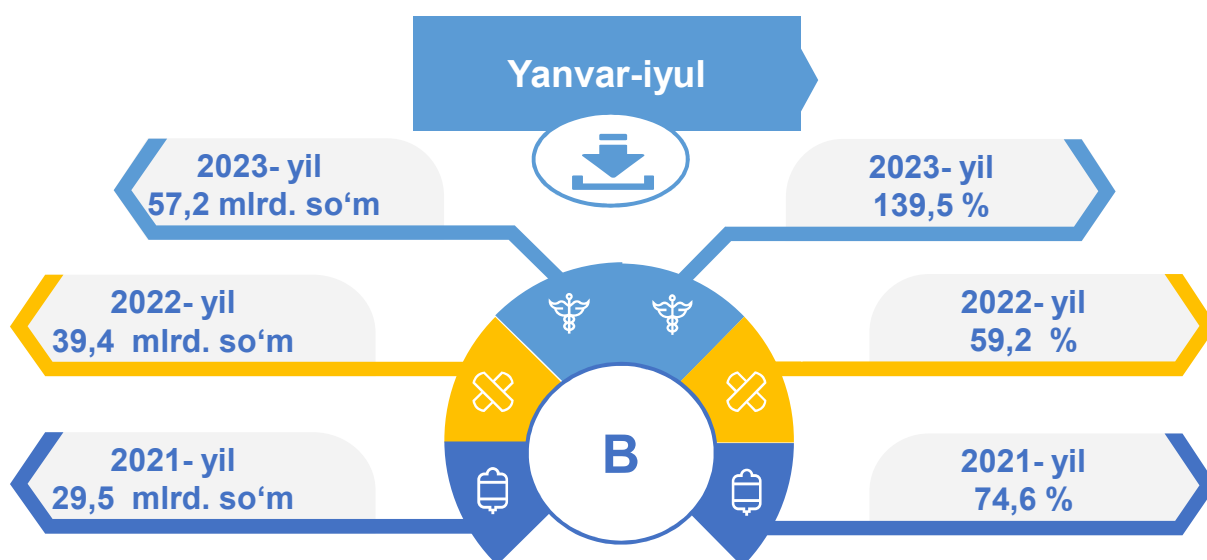 Yanvar-iyul
2023- yil
57,2 mlrd. so‘m
2023- yil
139,5 %
2022- yil
39,4 mlrd. so‘m
2022- yil
59,2 %
B
2021- yil
29,5 mlrd. so‘m
2021- yil
74,6 %